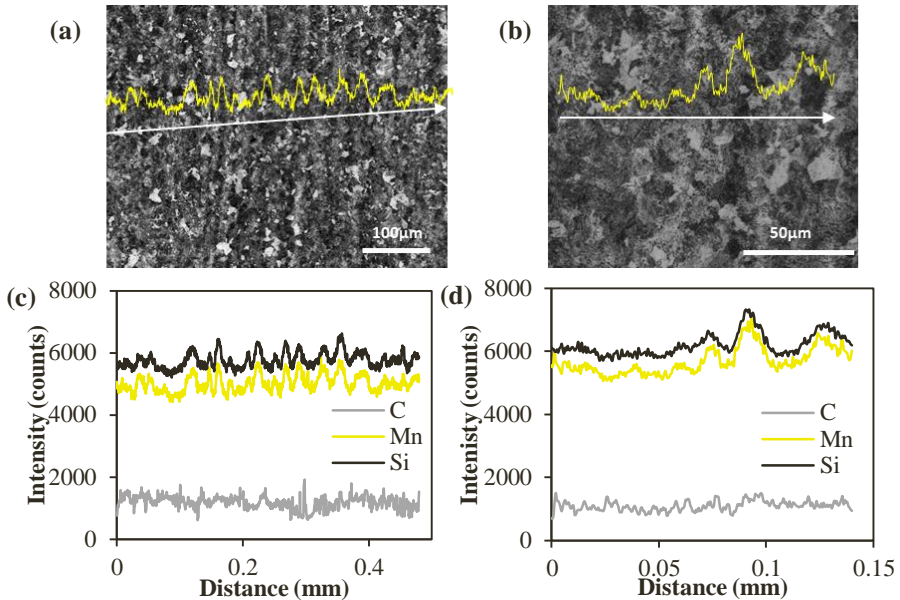 (a)
100μm
(b)
50μm
(c)
Intensity (counts)
8000
6000
4000
2000
0
C
Mn
Si
0
0.2
0.4
Distance (mm)
(d)
Intenisty (counts)
8000
6000
4000
2000
0
C
Mn
Si
0
0.05
0.1
0.15
Distance (mm)